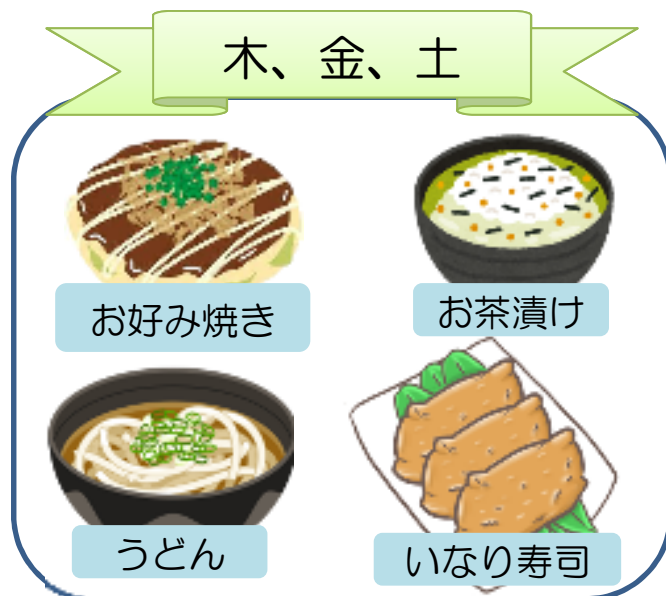 木、金、土
お好み焼き
お茶漬け
うどん
いなり寿司